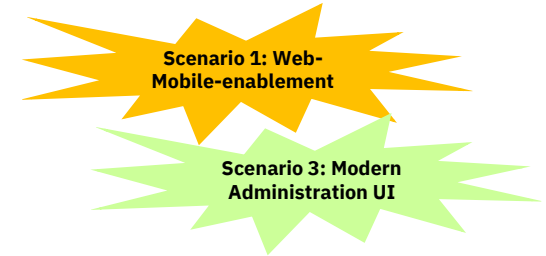 Scenario 1: Web-
Mobile-enablement
Scenario 3: Modern
Administration UI